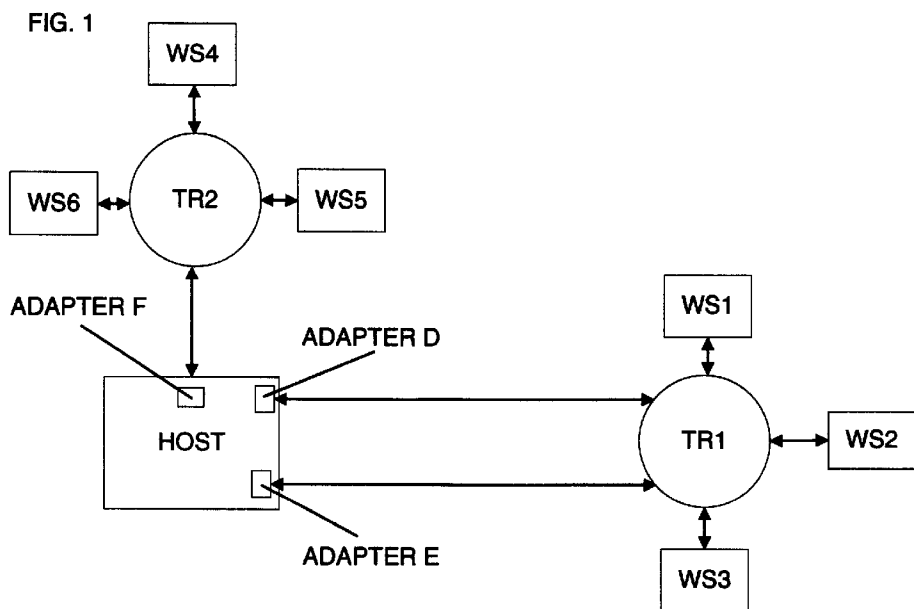 FIG. 1
WS4
WS6
TR2
WS5
ADAPTER F
ADAPTER D
WS1
HOST
TR1
WS2
ADAPTER E
WS3